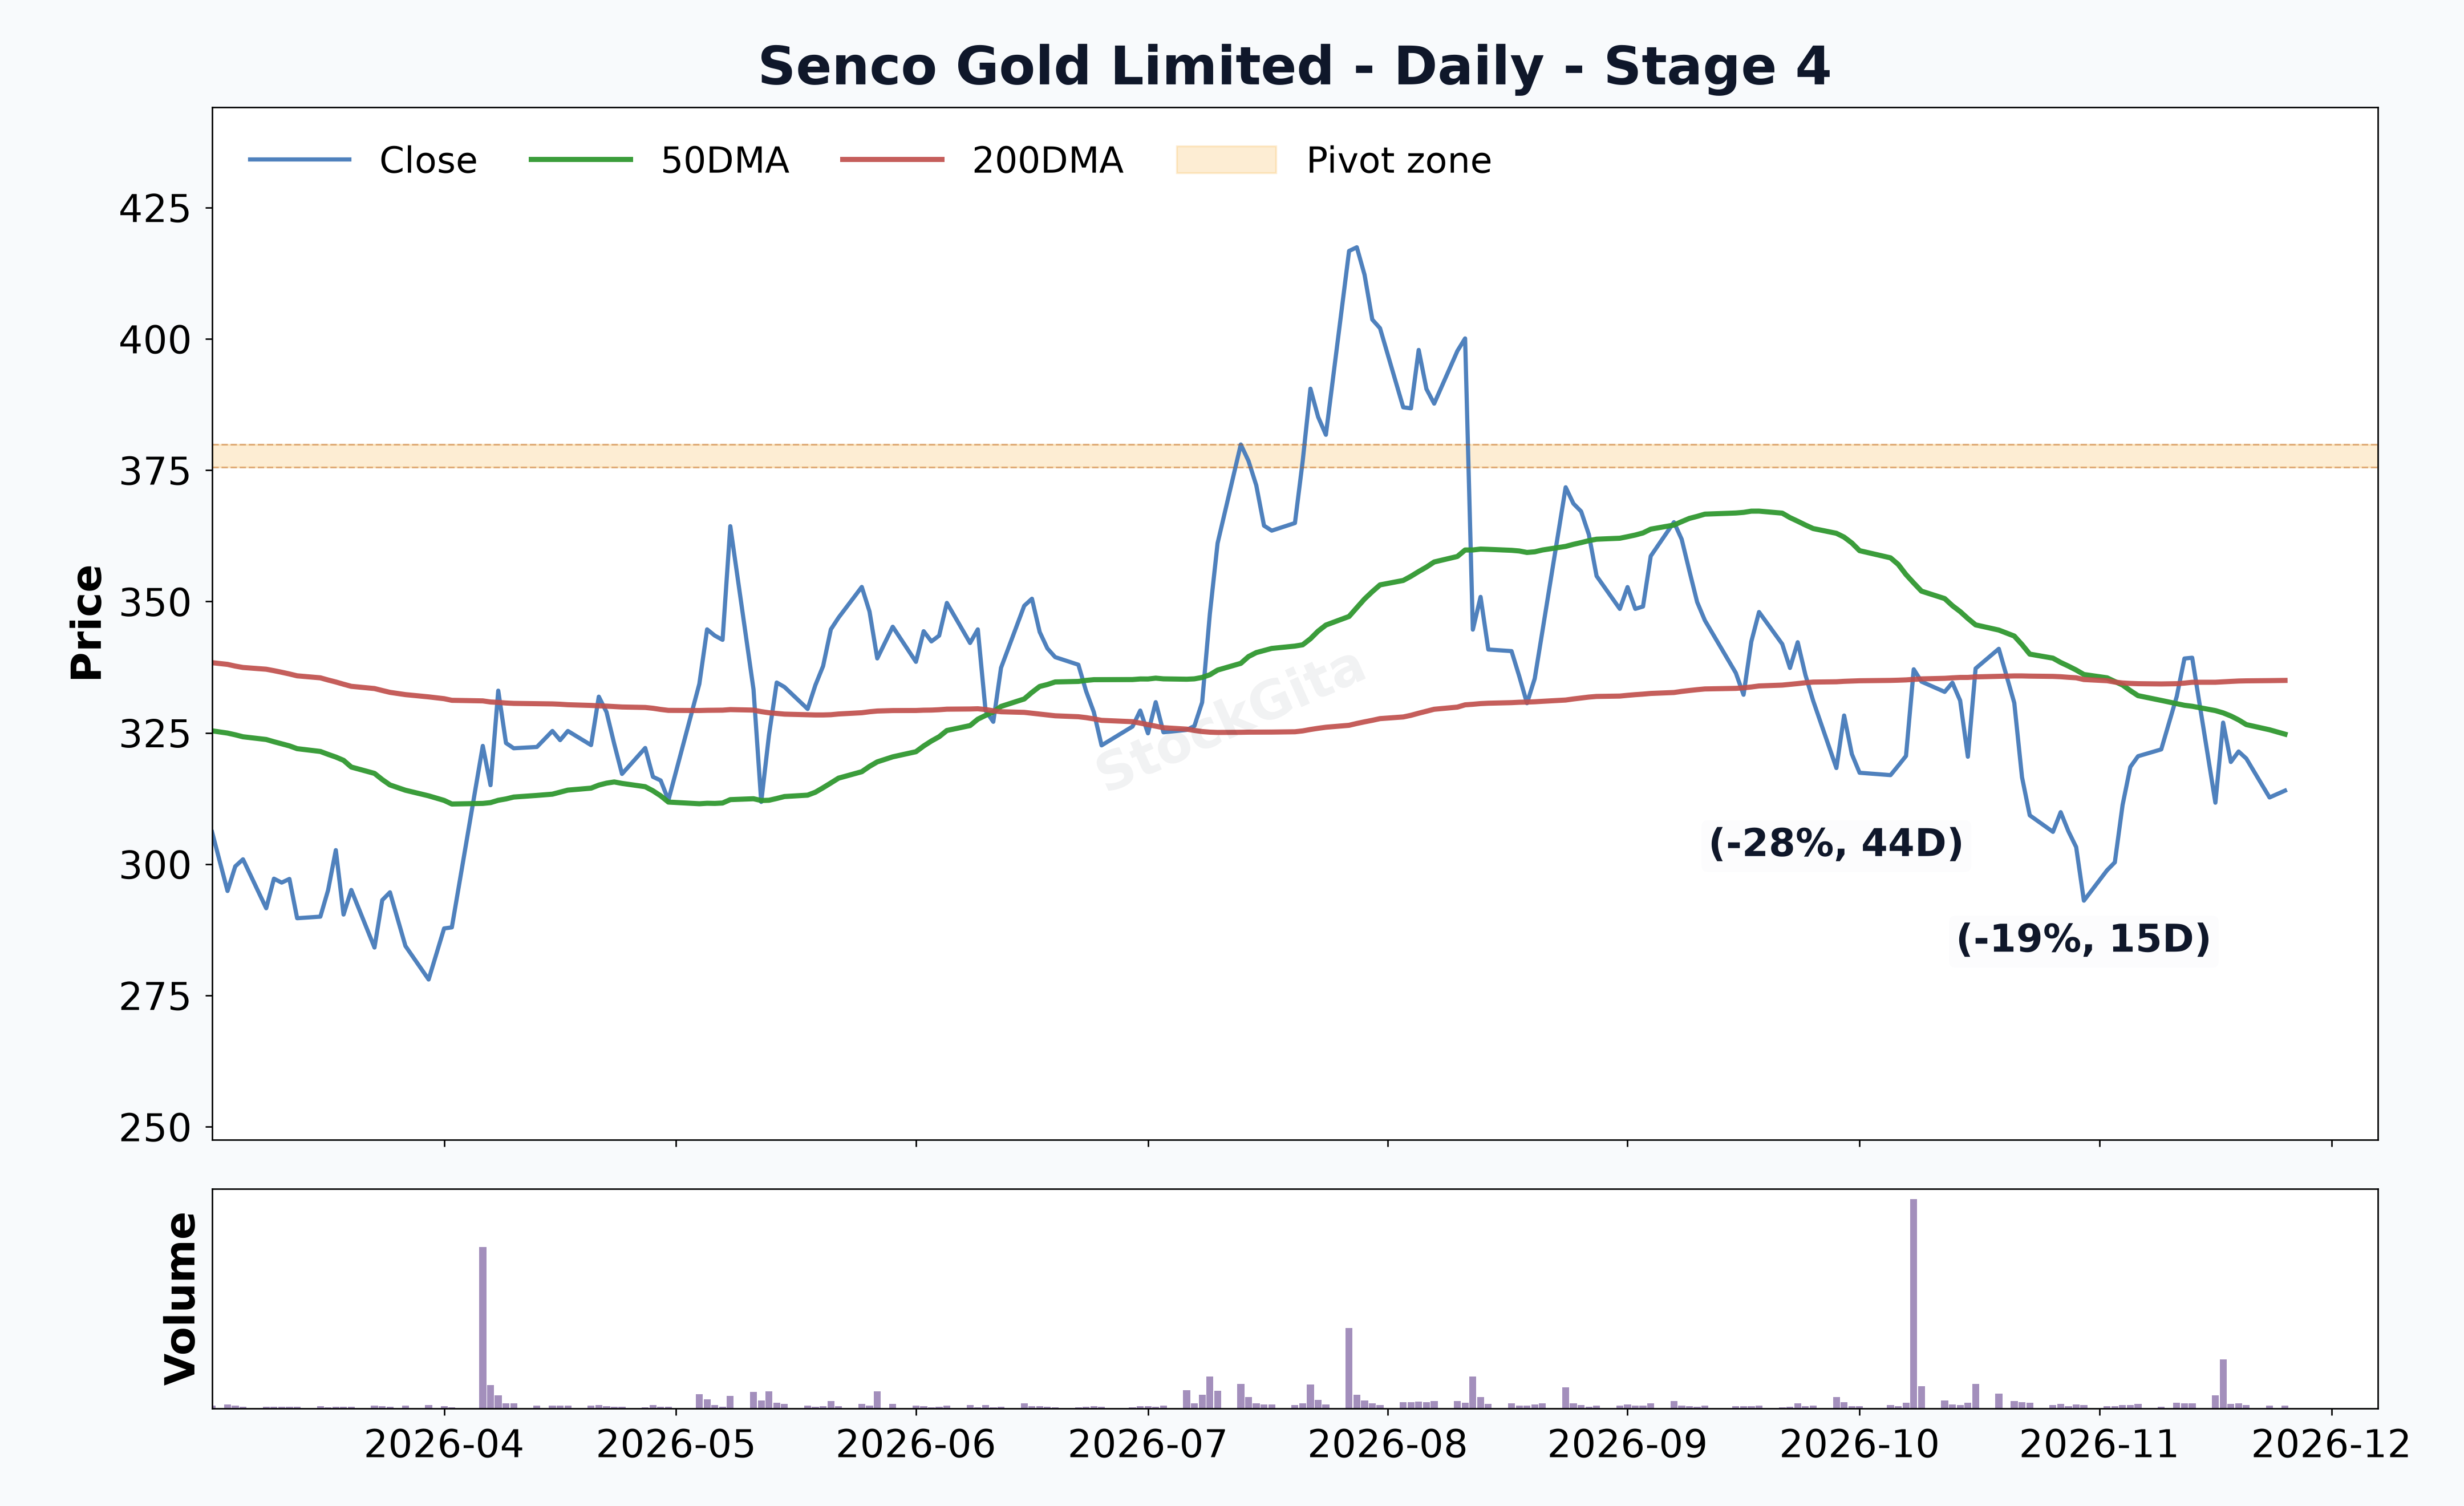 Senco Gold Limited - Daily - Stage 4
Close 50DMA 200DMA Pivot zone
Price
425
400
375
350
325
300
275
250
StockGita
(-28%, 44D)
(-19%, 15D)
Volume
2026-04 2026-05 2026-06 2026-07 2026-08 2026-09 2026-10 2026-11 2026-12